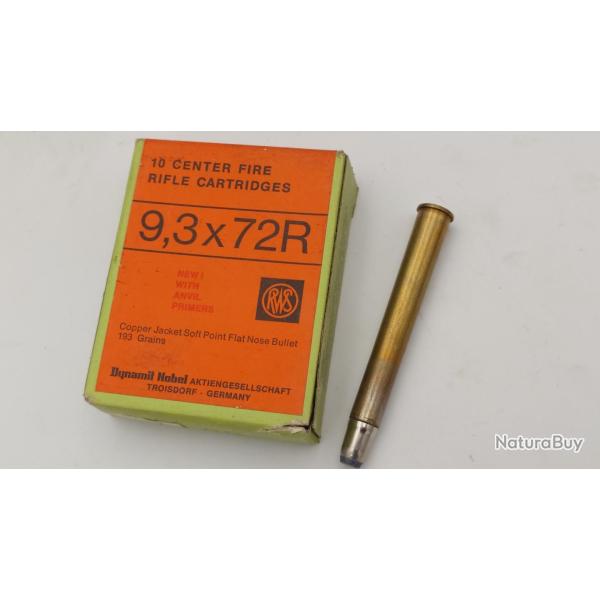 10 CENTER FIRE
RIFLE CARTRIDGES
9,3x72R
NEW!
WITH
ANVIL
PRIMERS
RWS
Copper Jacket Soft Point Flat Nose Bullet
193 Grains
Dynamit Nobel AKTIENGESELLSCHAFT
TROISDORF - GERMANY
NaturaBuy